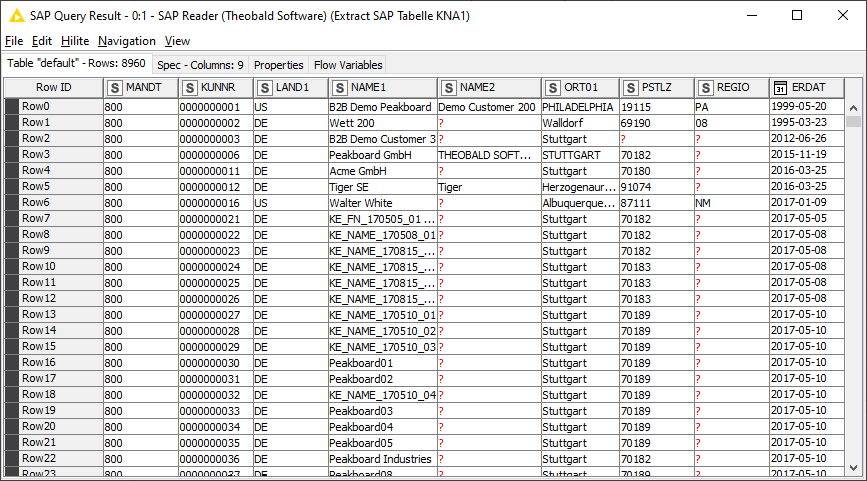 SAP Query Result - 0:1 - SAP Reader (Theobald Software) (Extract SAP Tabelle KNA1)
File Edit Hilite Navigation View
Table "default" - Rows: 8960 Spec - Columns: 9 Properties Flow Variables
Row ID S MANDT S KUNNR S LAND1 S NAME1 S NAME2 S ORT01 S PSTLZ S REGIO 31 ERDAT
Row0 800 0000000001 US B2B Demo Peakboard Demo Customer 200 PHILADELPHIA 19115 PA 1999-05-20
Row1 800 0000000002 DE Wett 200 ? Walldorf 69190 08 1995-03-23
Row2 800 0000000003 DE B2B Demo Customer 3 ? Stuttgart ? ? 2012-06-26
Row3 800 0000000006 DE Peakboard GmbH THEOBALD SOFT... STUTTGART 70182 ? 2015-11-19
Row4 800 0000000011 DE Acme GmbH ? Stuttgart 70180 ? 2016-03-25
Row5 800 0000000012 DE Tiger SE Tiger Herzogenaur... 91074 ? 2016-03-25
Row6 800 0000000016 US Walter White ? Albuquerque... 87111 NM 2017-01-09
Row7 800 0000000021 DE KE_FN_170505_01 ... ? Stuttgart 70182 ? 2017-05-05
Row8 800 0000000022 DE KE_NAME_170508_01 ? Stuttgart 70182 ? 2017-05-08
Row9 800 0000000023 DE KE_NAME_170815_... ? Stuttgart 70182 ? 2017-05-08
Row10 800 0000000024 DE KE_NAME_170815_... ? Stuttgart 70183 ? 2017-05-08
Row11 800 0000000025 DE KE_NAME_170815_... ? Stuttgart 70183 ? 2017-05-08
Row12 800 0000000026 DE KE_NAME_170815_... ? Stuttgart 70183 ? 2017-05-08
Row13 800 0000000027 DE KE_NAME_170510_01 ? Stuttgart 70189 ? 2017-05-10
Row14 800 0000000028 DE KE_NAME_170510_02 ? Stuttgart 70189 ? 2017-05-10
Row15 800 0000000029 DE KE_NAME_170510_03 ? Stuttgart 70189 ? 2017-05-10
Row16 800 0000000030 DE Peakboard01 ? Stuttgart 70189 ? 2017-05-10
Row17 800 0000000031 DE Peakboard02 ? Stuttgart 70189 ? 2017-05-10
Row18 800 0000000032 DE KE_NAME_170510_04 ? Stuttgart 70189 ? 2017-05-10
Row19 800 0000000033 DE Peakboard03 ? Stuttgart 70189 ? 2017-05-10
Row20 800 0000000034 DE Peakboard04 ? Stuttgart 70189 ? 2017-05-10
Row21 800 0000000035 DE Peakboard05 ? Stuttgart 70189 ? 2017-05-10
Row22 800 0000000036 DE Peakboard Industries ? Stuttgart 70182 ? 2017-05-10
Row23 800 0000000037 DE Peakboard08 ? Stuttgart 70189 ? 2017-05-10